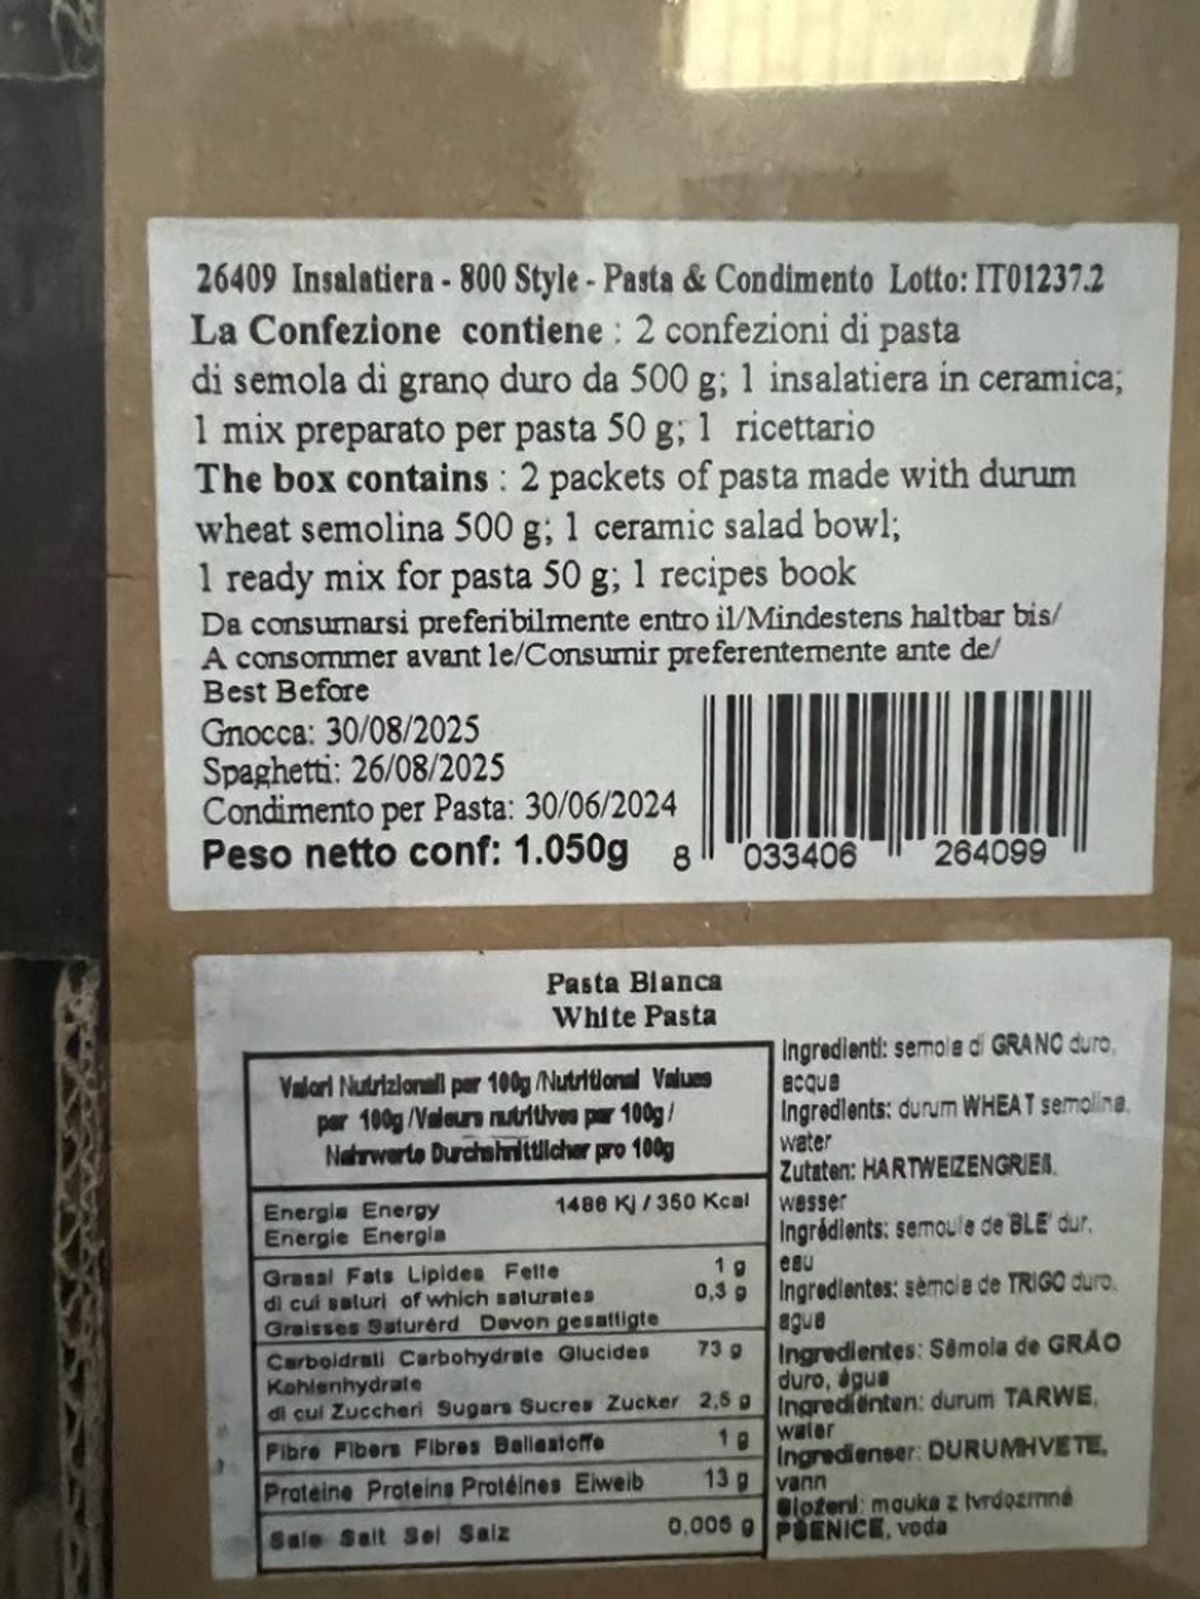 26409 Insalatiera - 800 Style - Pasta & Condimento Lotto: IT01237.2
La Confezione contiene : 2 confezioni di pasta
di semola di grano duro da 500 g; 1 insalatiera in ceramica;
1 mix preparato per pasta 50 g; 1 ricettario
The box contains : 2 packets of pasta made with durum
wheat semolina 500 g; 1 ceramic salad bowl;
1 ready mix for pasta 50 g; 1 recipes book
Da consumarsi preferibilmente entro il/Mindestens haltbar bis/
A consommer avant le/Consumir preferentemente ante de/
Best Before
Gnocca: 30/08/2025
Spaghetti: 26/08/2025
Condimento per Pasta: 30/06/2024
Peso netto conf: 1.050g
8 033406 264099
Pasta Bianca
White Pasta
Valori Nutrizionali per 100g /Nutritional Values
per 100g /Valeurs nutritives par 100g /
Nahrwerte Durchshnittlicher pro 100g
Energia Energy 1486 Kj / 350 Kcal
Energie Energia
Grassi Fats Lipides Fette 1 g
di cui saturi of which saturates 0,3 g
Graisses Saturérd Davon gesattigte
Carboidrati Carbohydrate Glucides 73 g
Kohlenhydrate
di cui Zuccheri Sugars Sucres Zucker 2,5 g
Fibre Fibers Fibres Ballastoffe 1 g
Proteine Proteins Protéines Eiweib 13 g
Sale Salt Sel Salz 0,005 g
Ingredienti: semola di GRANO duro,
acqua
Ingredients: durum WHEAT semolina,
water
Zutaten: HARTWEIZENGRIEß,
wasser
Ingrédients: semoule de BLE' dur,
eau
Ingredientes: sèmola de TRIGO duro,
agua
Ingredientes: Sêmola de GRÃO
duro, água
Ingrediënten: durum TARWE,
water
Ingredienser: DURUMHVETE,
vann
Složení: mouka z tvrdozrnné
PŠENICE, voda